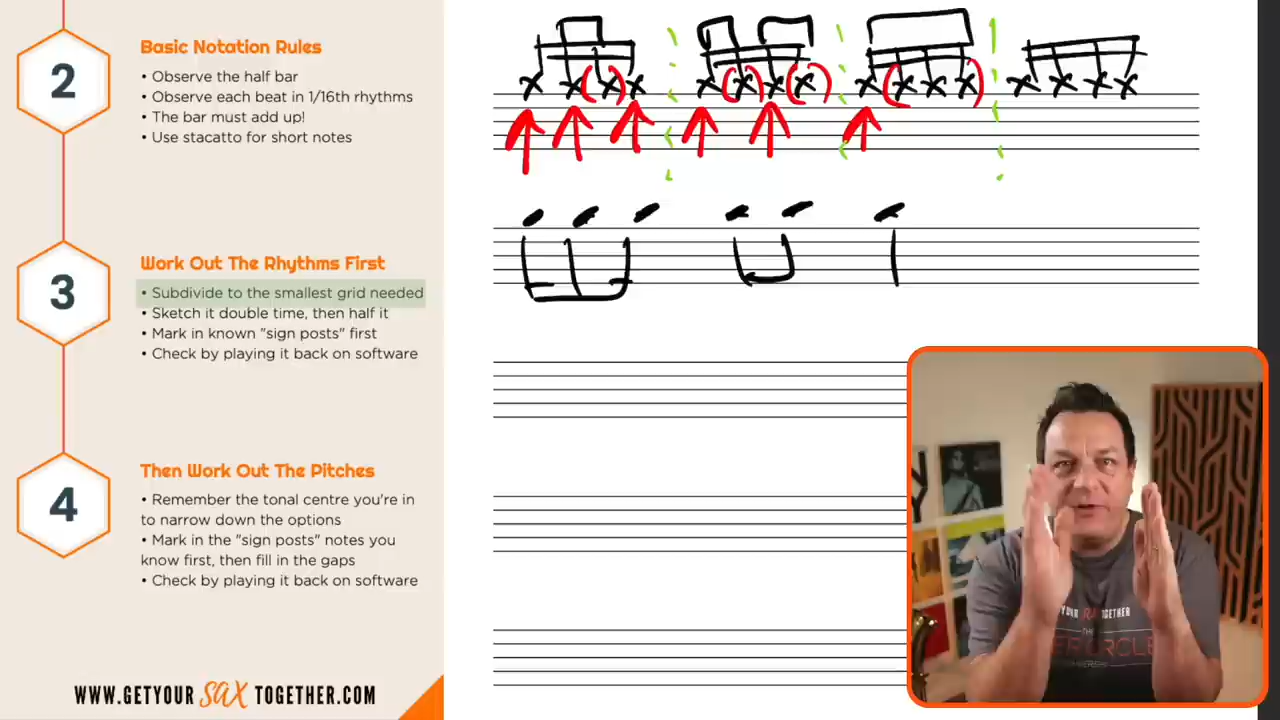 2
Basic Notation Rules
• Observe the half bar
• Observe each beat in 1/16th rhythms
• The bar must add up!
• Use stacatto for short notes
3
Work Out The Rhythms First
• Subdivide to the smallest grid needed
• Sketch it double time, then half it
• Mark in known "sign posts" first
• Check by playing it back on software
4
Then Work Out The Pitches
• Remember the tonal centre you're in
to narrow down the options
• Mark in the "sign posts" notes you
know first, then fill in the gaps
• Check by playing it back on software
WWW.GETYOUR SAX TOGETHER.COM
TOGETHER
THE